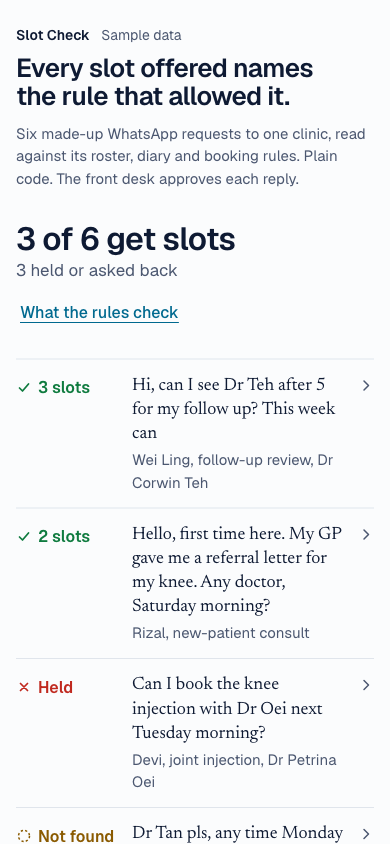 Slot Check Sample data
Every slot offered names
the rule that allowed it.
Six made-up WhatsApp requests to one clinic, read
against its roster, diary and booking rules. Plain
code. The front desk approves each reply.
3 of 6 get slots
3 held or asked back
What the rules check
3 slots
Hi, can I see Dr Teh after 5
for my follow up? This week
can
Wei Ling, follow-up review, Dr
Corwin Teh
2 slots
Hello, first time here. My GP
gave me a referral letter for
my knee. Any doctor,
Saturday morning?
Rizal, new-patient consult
Held
Can I book the knee
injection with Dr Oei next
Tuesday morning?
Devi, joint injection, Dr Petrina
Oei
Not found
Dr Tan pls, any time Monday